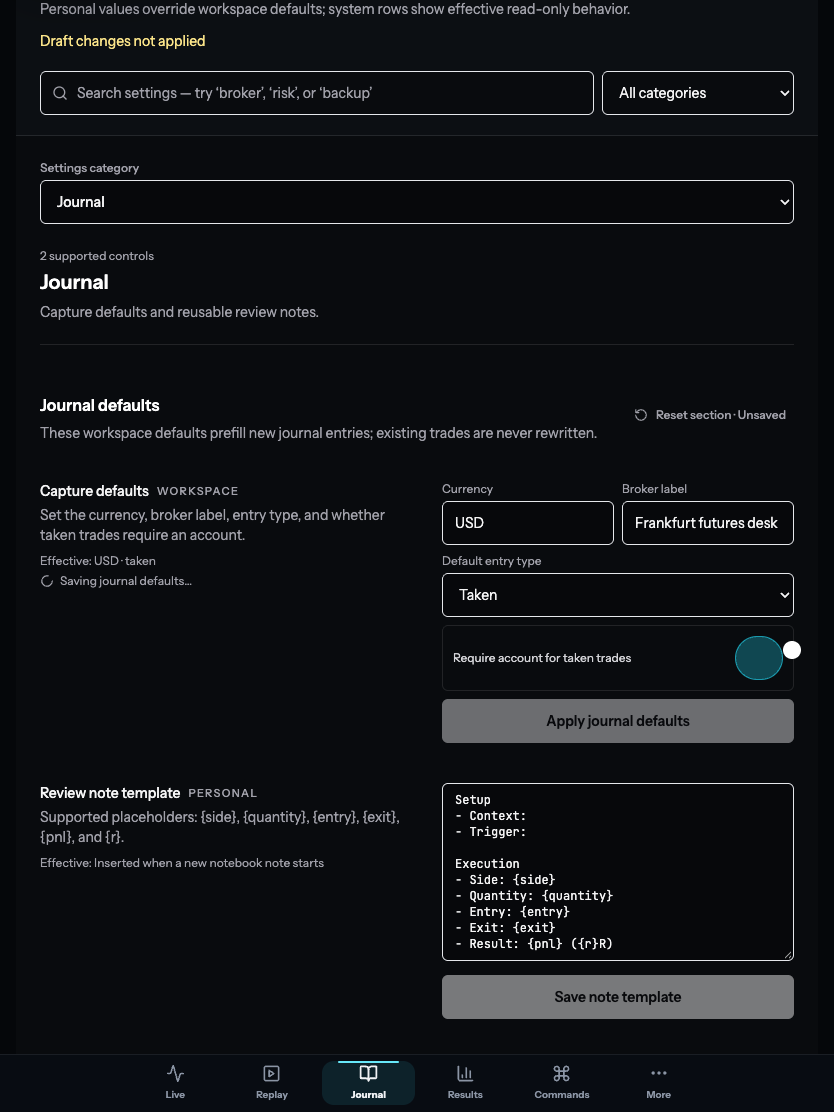 Personal values override workspace defaults; system rows show effective read-only behavior.
Draft changes not applied
Search settings — try ‘broker’, ‘risk’, or ‘backup’
All categories
Settings category
Journal
2 supported controls
Journal
Capture defaults and reusable review notes.
Journal defaults
These workspace defaults prefill new journal entries; existing trades are never rewritten.
Reset section · Unsaved
Capture defaults WORKSPACE
Set the currency, broker label, entry type, and whether
taken trades require an account.
Effective: USD · taken
Saving journal defaults…
Currency
Broker label
USD
Frankfurt futures desk
Default entry type
Taken
Require account for taken trades
Apply journal defaults
Review note template PERSONAL
Supported placeholders: {side}, {quantity}, {entry}, {exit},
{pnl}, and {r}.
Effective: Inserted when a new notebook note starts
Setup
- Context:
- Trigger:
Execution
- Side: {side}
- Quantity: {quantity}
- Entry: {entry}
- Exit: {exit}
- Result: {pnl} ({r}R)
Save note template
Live
Replay
Journal
Results
Commands
More